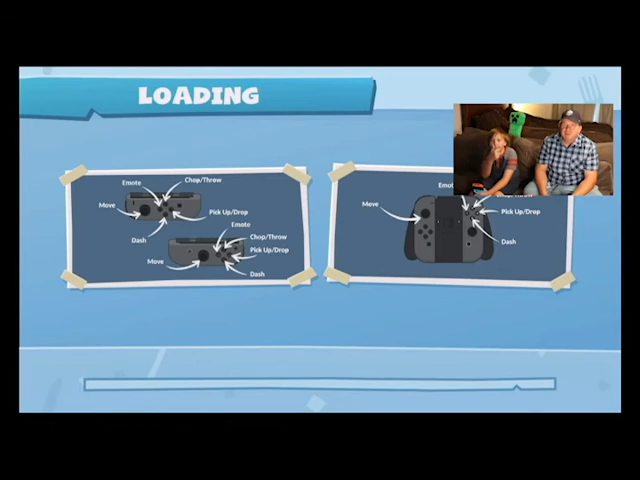 LOADING
Emote
Chop/Throw
Move
Pick Up/Drop
Dash
Emote
Chop/Throw
Pick Up/Drop
Move
Dash
Move
Pick Up/Drop
Dash